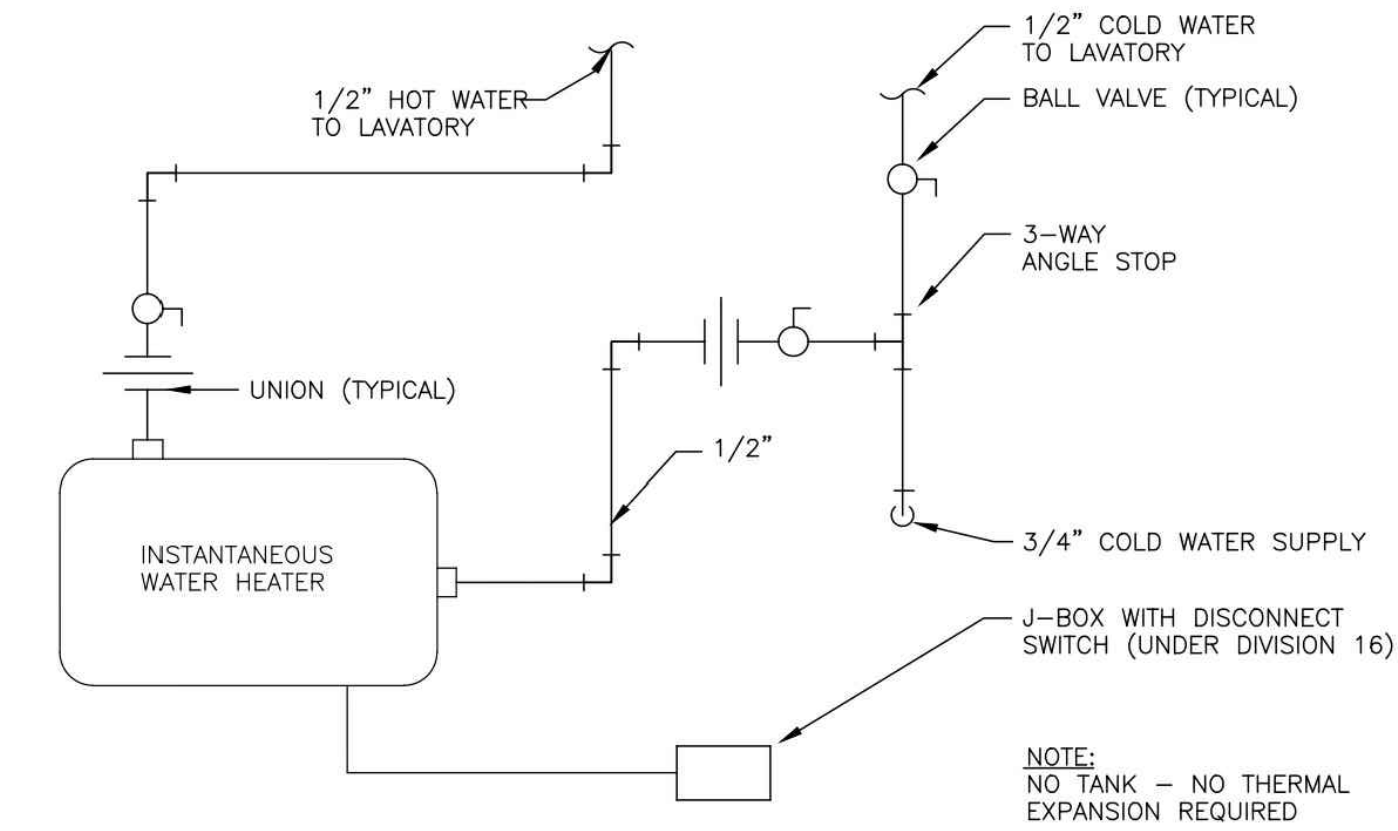 1/2" COLD WATER
TO LAVATORY
1/2" HOT WATER
TO LAVATORY
BALL VALVE (TYPICAL)
3-WAY
ANGLE STOP
UNION (TYPICAL)
1/2"
INSTANTANEOUS
WATER HEATER
3/4" COLD WATER SUPPLY
J-BOX WITH DISCONNECT
SWITCH (UNDER DIVISION 16)
NOTE:
NO TANK – NO THERMAL
EXPANSION REQUIRED